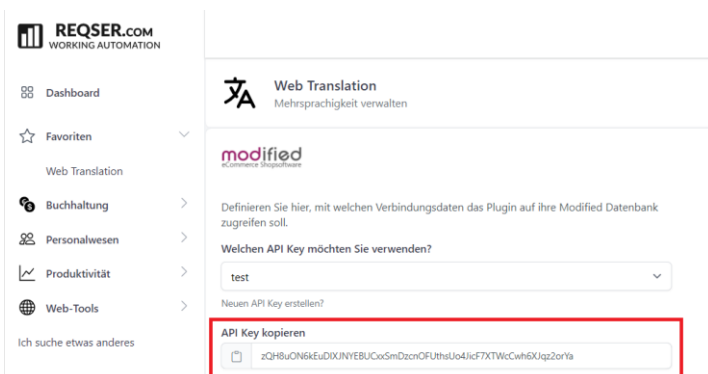 REQSER.COM
WORKING AUTOMATION
Dashboard
Favoriten
Web Translation
Buchhaltung
Personalwesen
Produktivität
Web-Tools
Ich suche etwas anderes
Web Translation
Mehrsprachigkeit verwalten
modified
eCommerce Shopsoftware
Definieren Sie hier, mit welchen Verbindungsdaten das Plugin auf ihre Modified Datenbank
zugreifen soll.
Welchen API Key möchten Sie verwenden?
test
Neuen API Key erstellen?
API Key kopieren